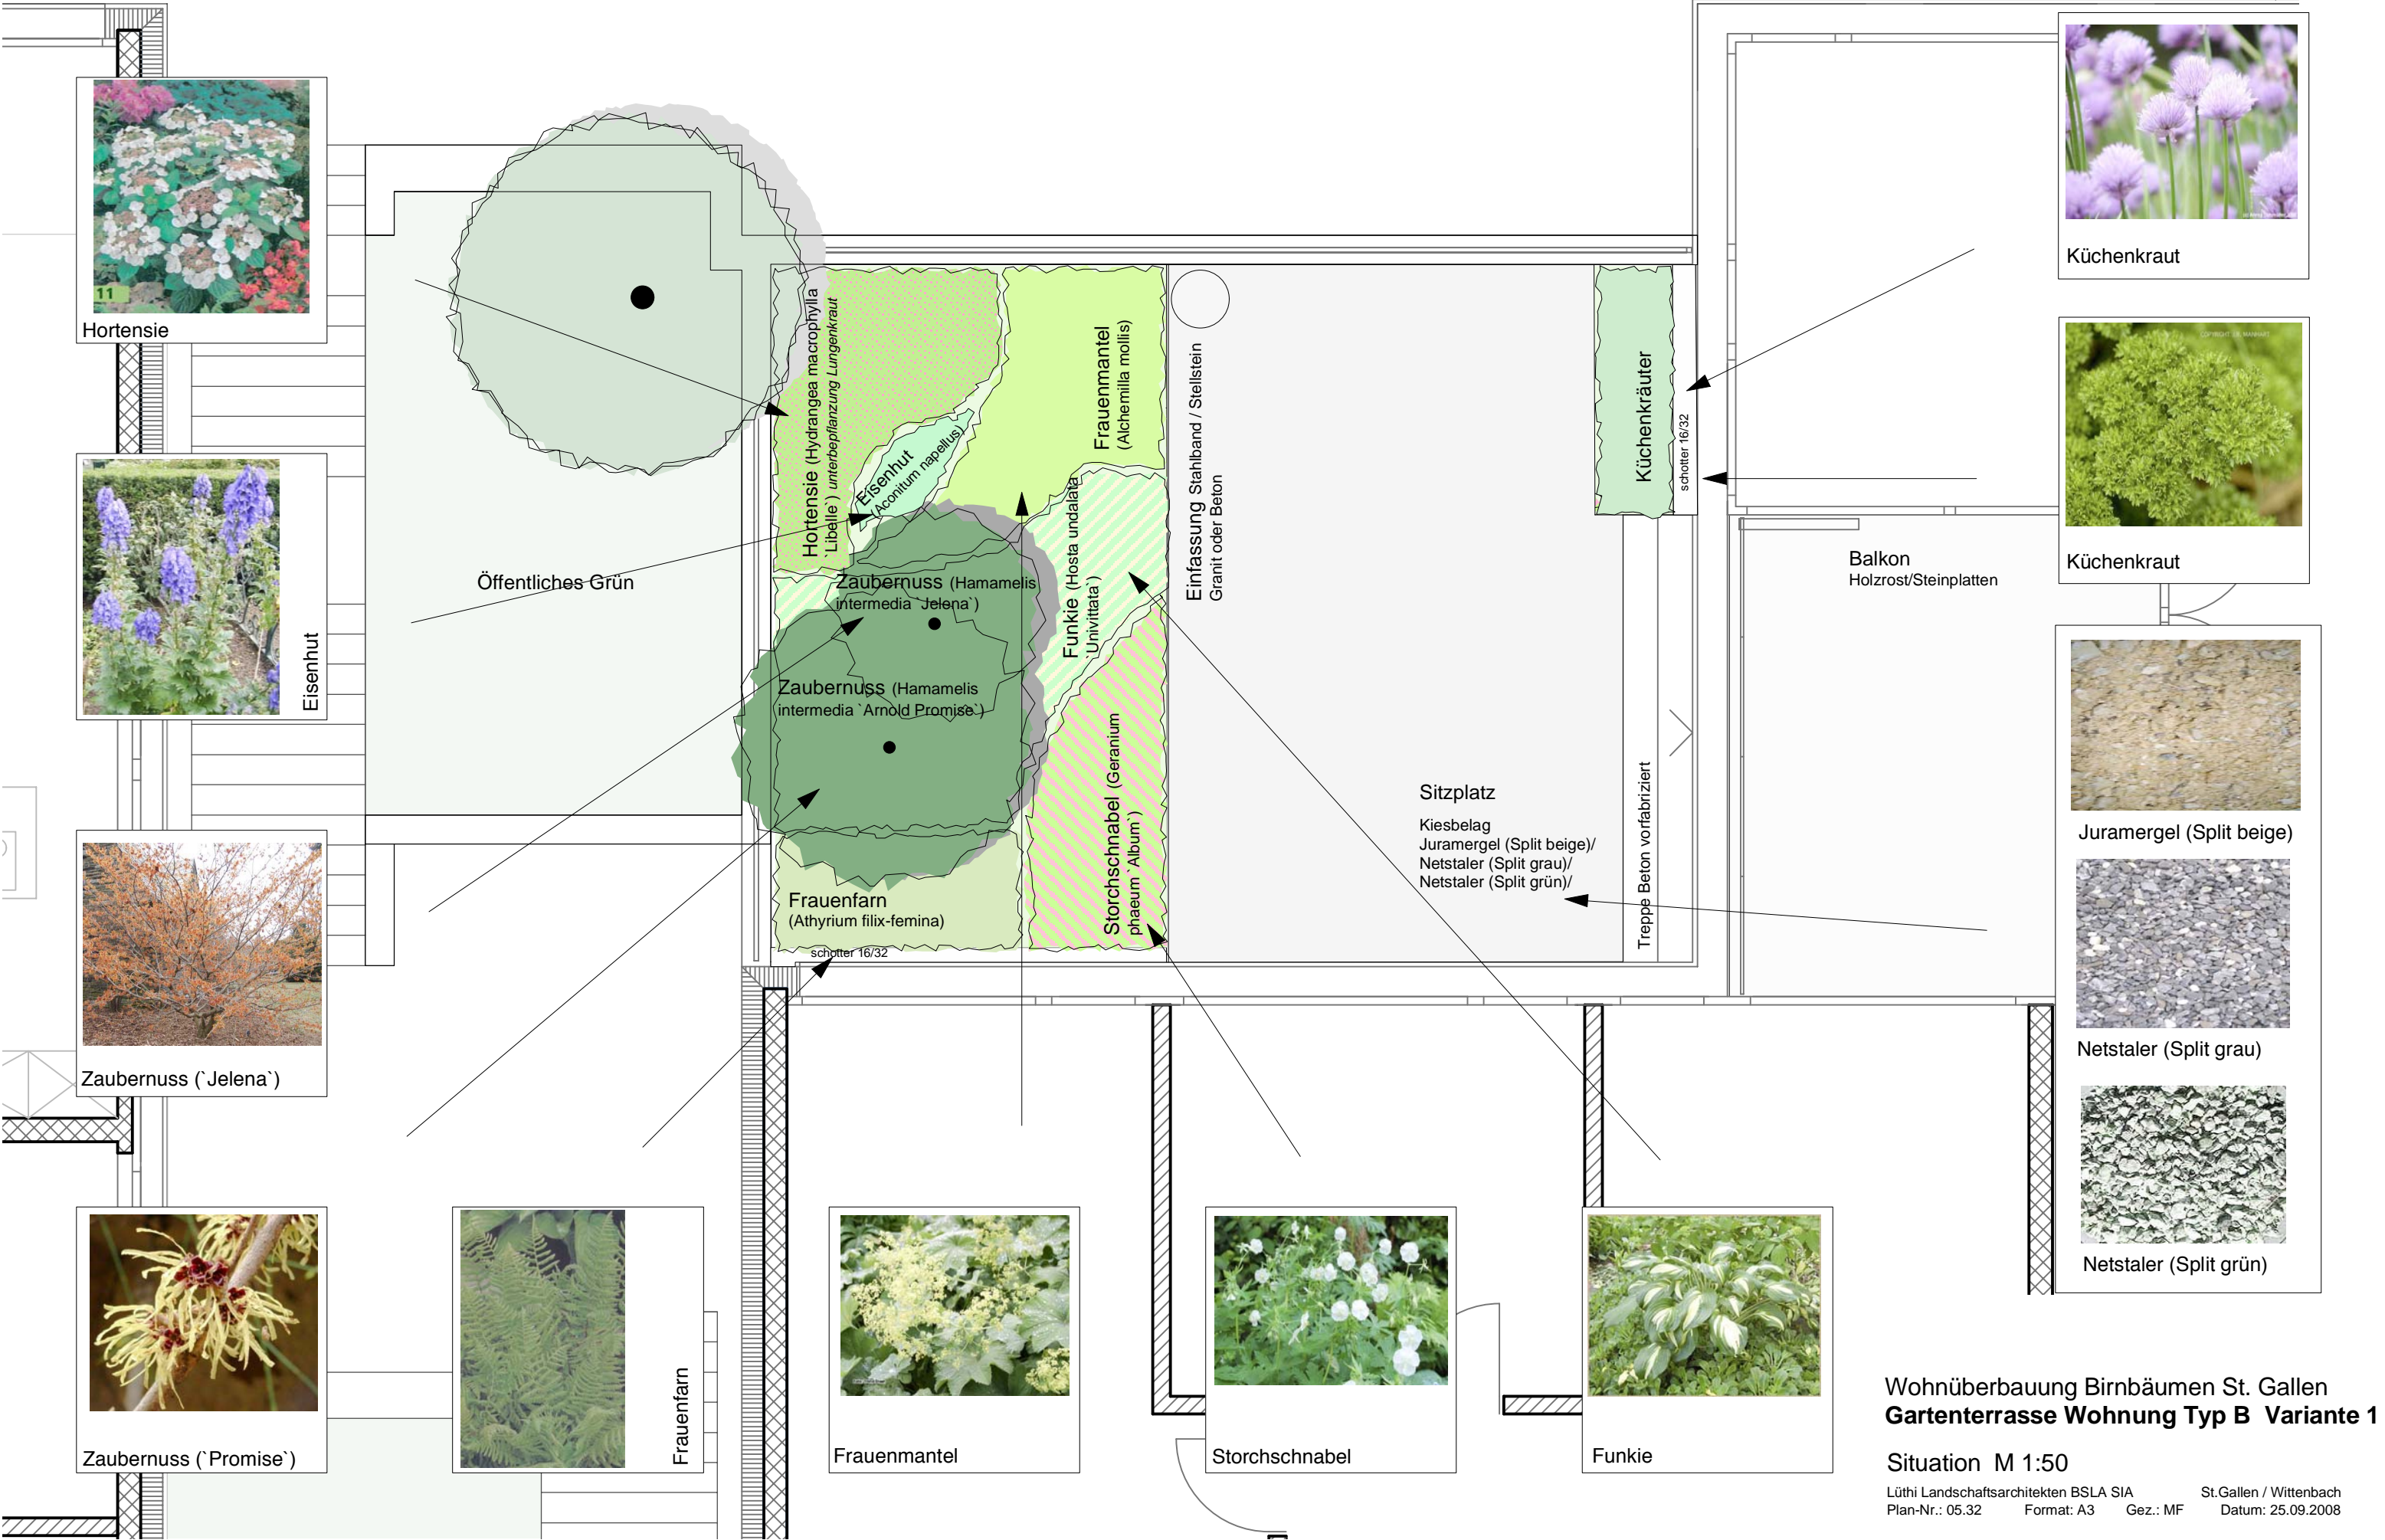 Hortensie
11
Eisenhut
Zaubernuss (`Jelena`)
Zaubernuss (`Promise`)
Frauenfarn
Frauenmantel
Storchschnabel
Funkie
Öffentliches Grün
Hortensie (Hydrangea macrophylla
`Libelle`) unterbepflanzung Lungenkraut
Eisenhut
(Aconitum napellus)
Frauenmantel
(Alchemilla mollis)
Zaubernuss (Hamamelis
intermedia `Jelena`)
Zaubernuss (Hamamelis
intermedia `Arnold Promise`)
Funkie (Hosta undalata
`Univittata`)
Storchschnabel (Geranium
phaeum `Album`)
Frauenfarn
(Athyrium filix-femina)
schotter 16/32
Einfassung Stahlband / Stellstein
Granit oder Beton
Sitzplatz
Kiesbelag
Juramergel (Split beige)/
Netstaler (Split grau)/
Netstaler (Split grün)/
Treppe Beton vorfabriziert
Küchenkräuter
schotter 16/32
Balkon
Holzrost/Steinplatten
Küchenkraut
Küchenkraut
Juramergel (Split beige)
Netstaler (Split grau)
Netstaler (Split grün)
Wohnüberbauung Birnbäumen St. Gallen
Gartenterrasse Wohnung Typ B Variante 1
Situation M 1:50
Lüthi Landschaftsarchitekten BSLA SIA St.Gallen / Wittenbach
Plan-Nr.: 05.32 Format: A3 Gez.: MF Datum: 25.09.2008